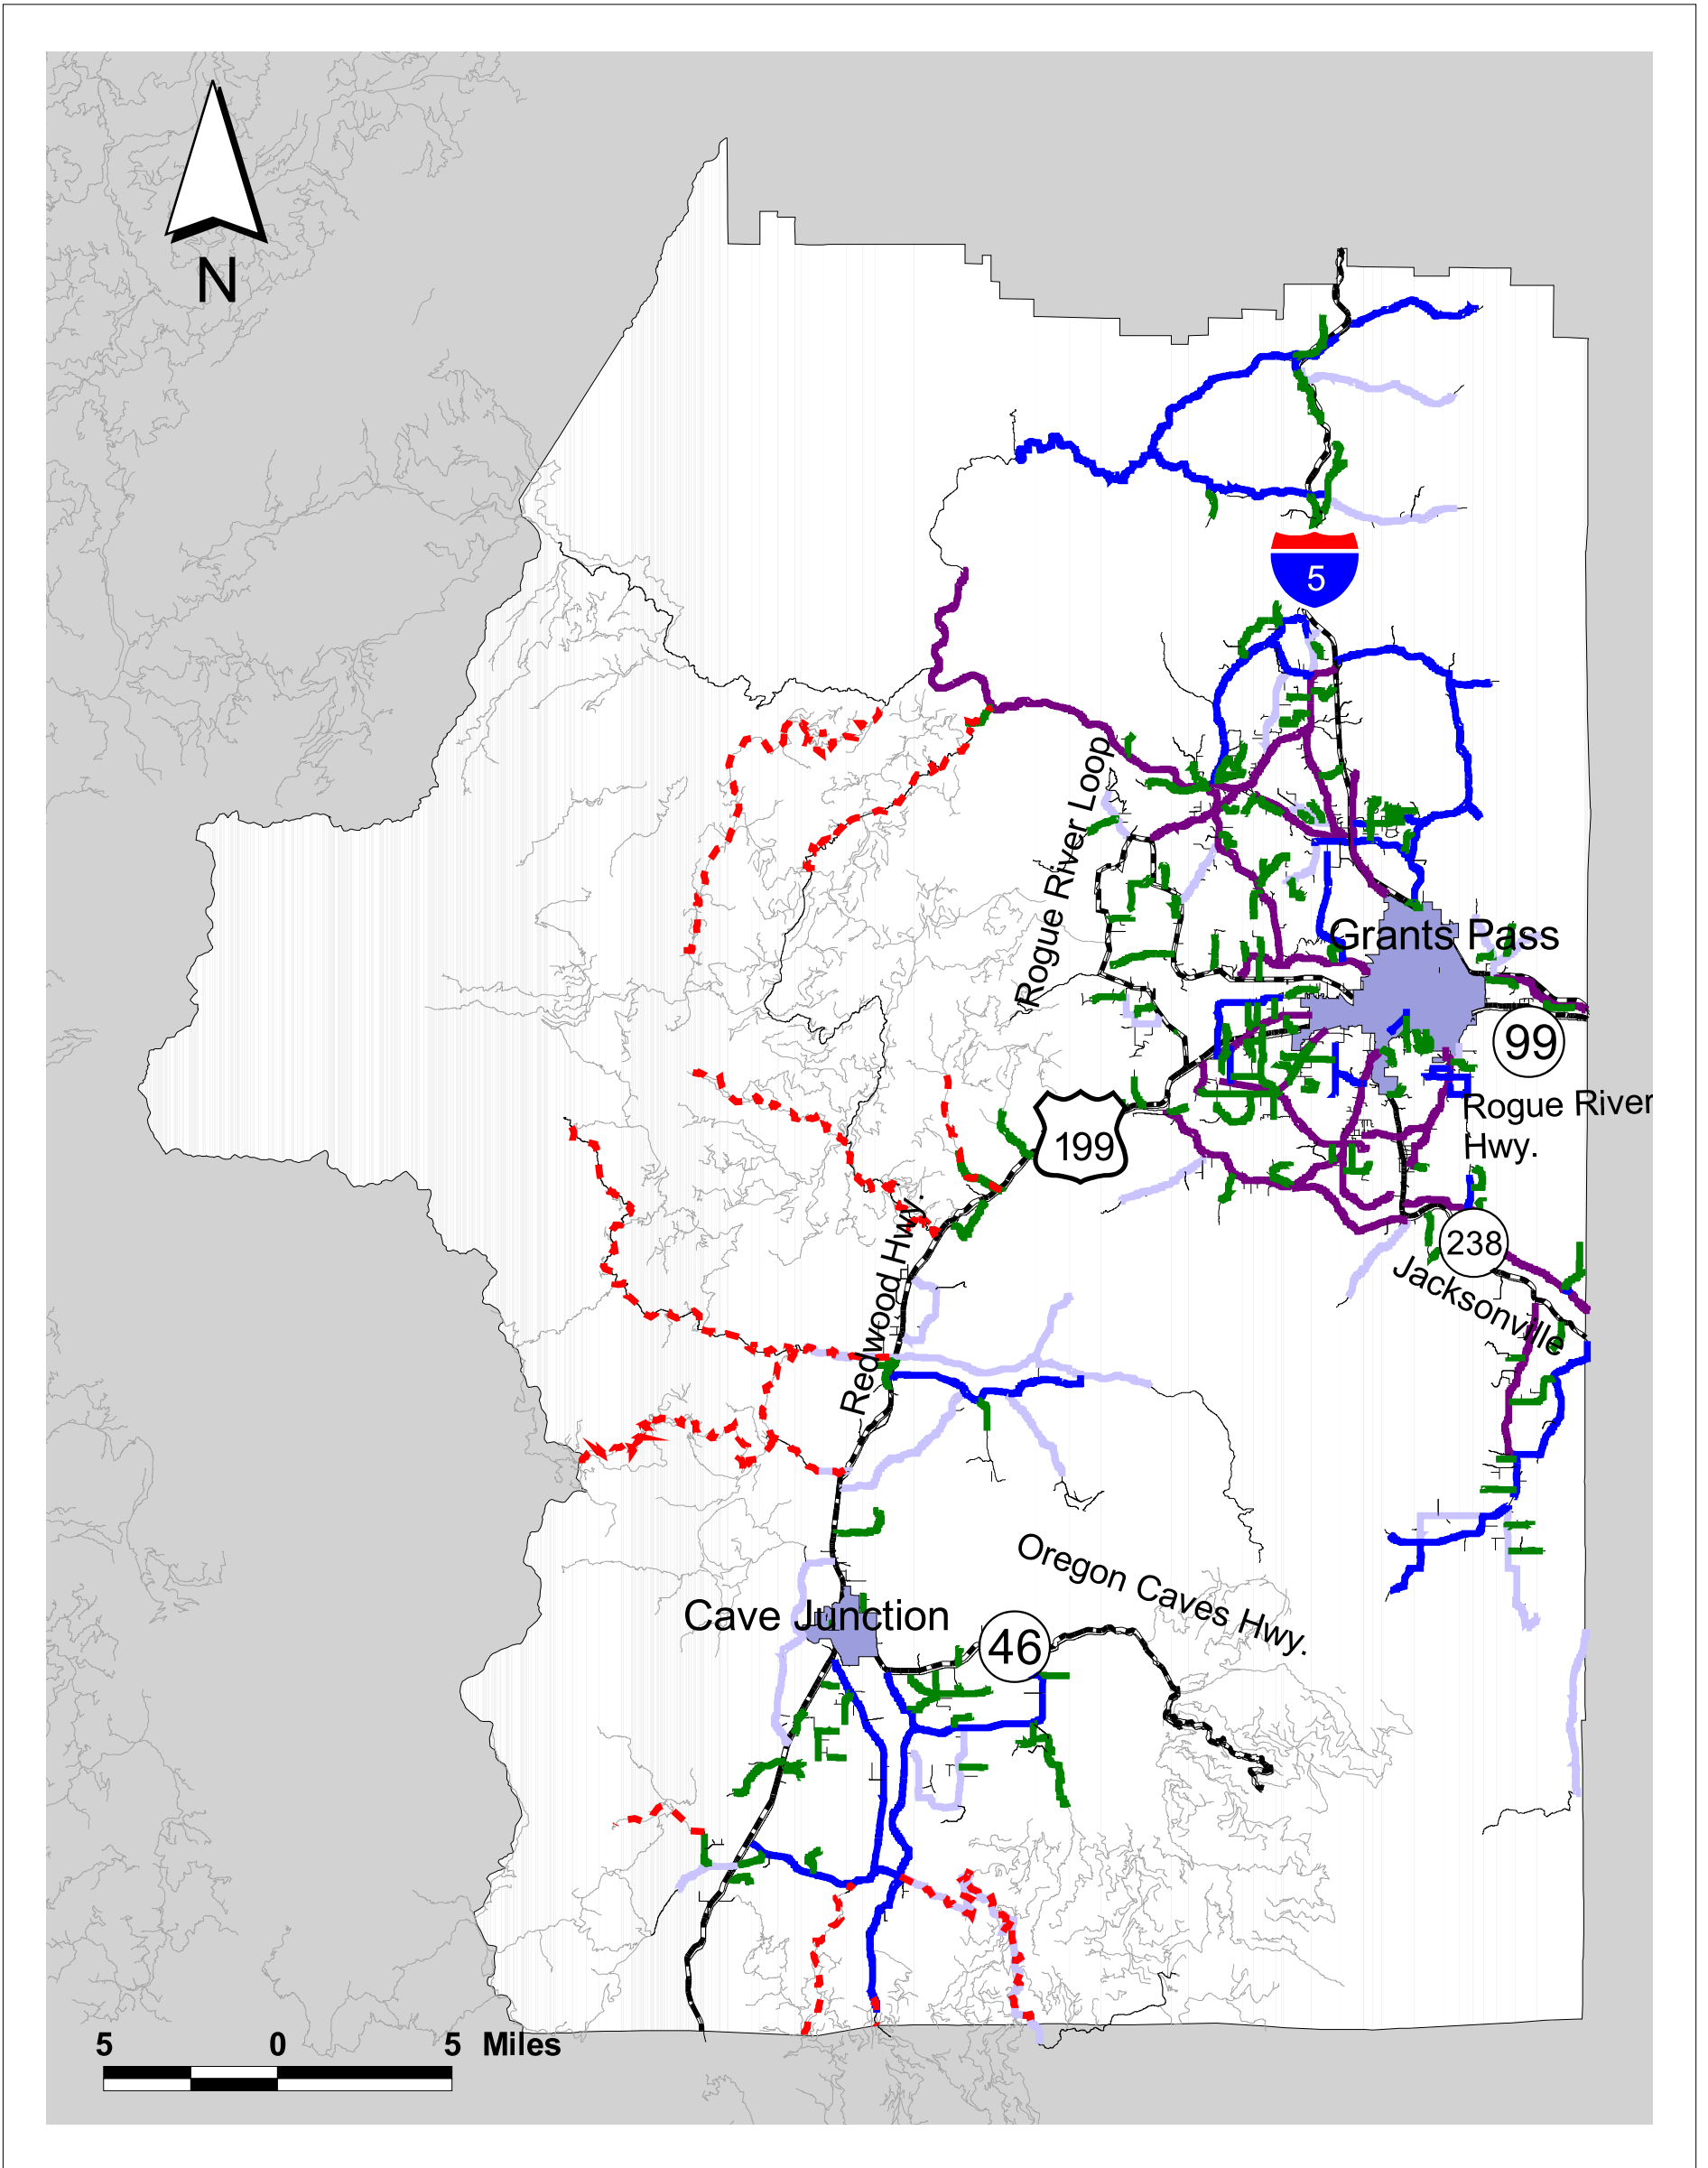 N
5
Rogue River Loop
Grants Pass
99
Rogue River
Hwy.
199
Redwood Hwy.
238
Jacksonville
Oregon Caves Hwy.
Cave Junction
46
5 0 5 Miles